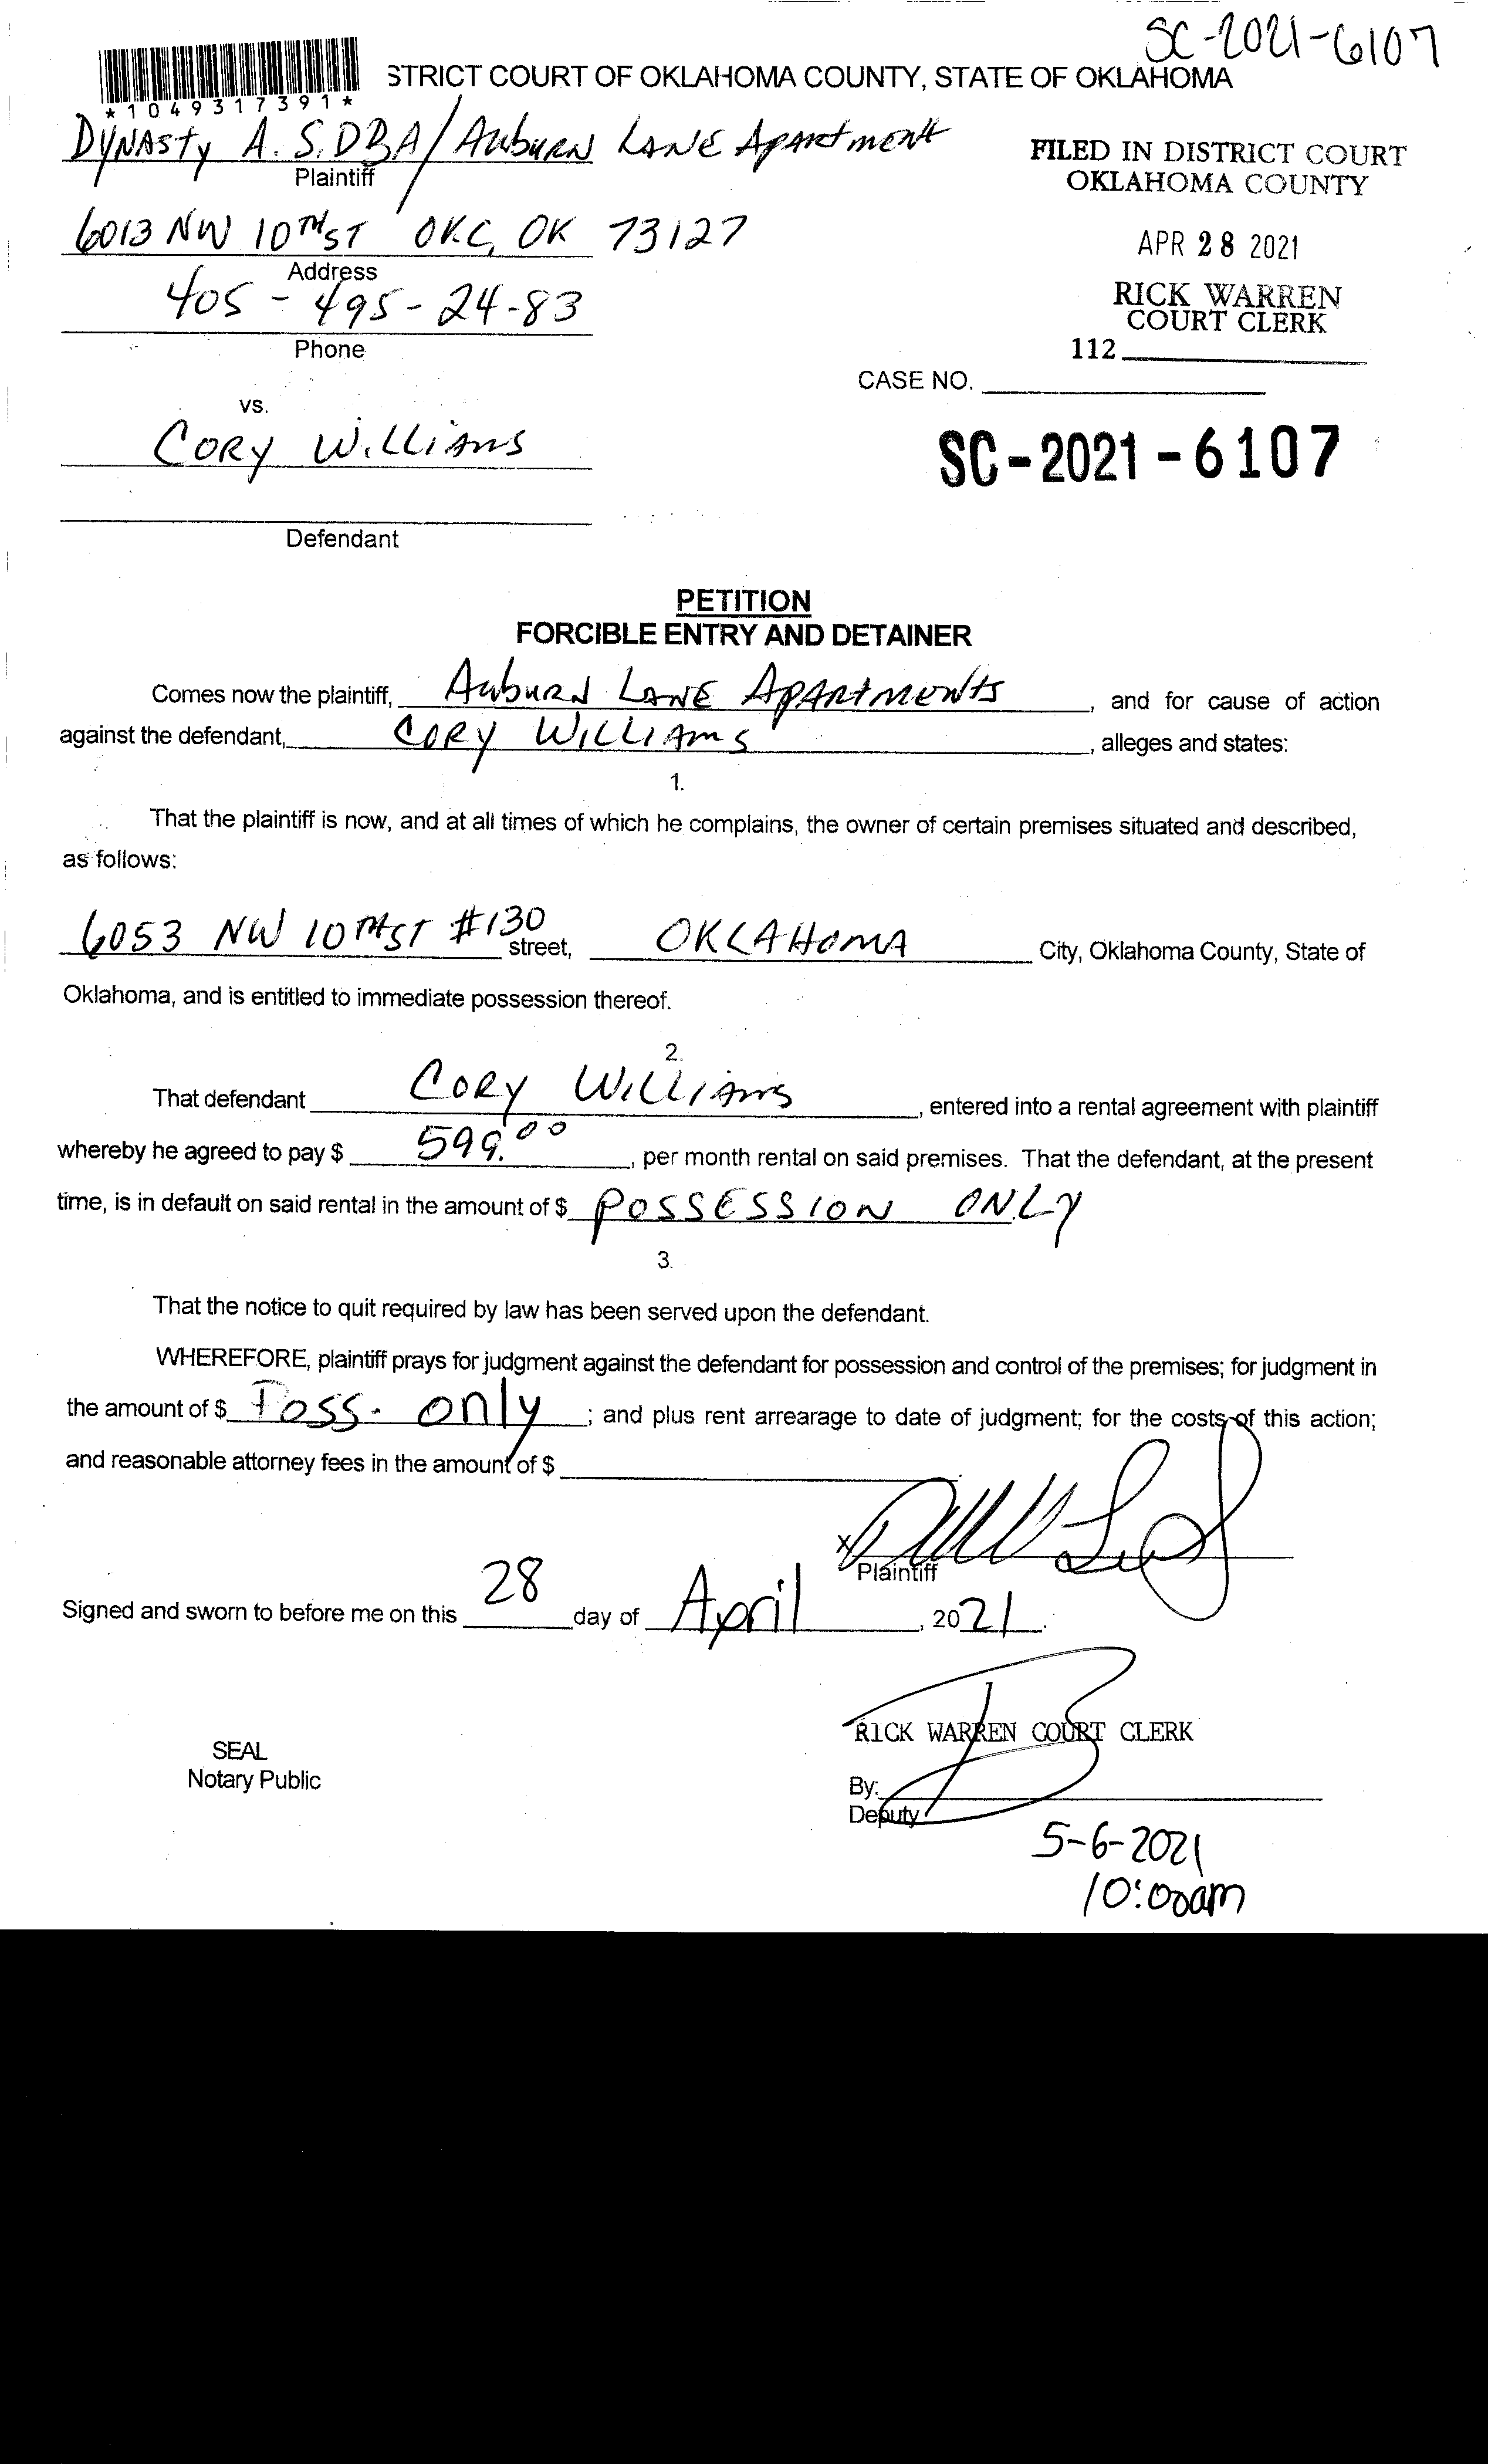 SC-2021-6107
STRICT COURT OF OKLAHOMA COUNTY, STATE OF OKLAHOMA
*1049317391*
DYNASTY A. S. DBA/ Auburn LANE Apartment
Plaintiff
FILED IN DISTRICT COURT
OKLAHOMA COUNTY
6013 NW 10TH ST OKC, OK 73127
Address
APR 28 2021
405-495-24-83
Phone
RICK WARREN
COURT CLERK
112
CASE NO.
vs.
CORY WILLIAMS
SC-2021-6107
Defendant
PETITION
FORCIBLE ENTRY AND DETAINER
Comes now the plaintiff, Auburn LANE APARTMENTS, and for cause of action
against the defendant, CORY WILLIAMS, alleges and states:
1.
That the plaintiff is now, and at all times of which he complains, the owner of certain premises situated and described,
as follows:
6053 NW 10TH ST #130 street, OKLAHOMA City, Oklahoma County, State of
Oklahoma, and is entitled to immediate possession thereof.
2.
That defendant CORY WILLIAMS, entered into a rental agreement with plaintiff
whereby he agreed to pay $ 599.00, per month rental on said premises. That the defendant, at the present
time, is in default on said rental in the amount of $ POSSESSION ONLY
3.
That the notice to quit required by law has been served upon the defendant.
WHEREFORE, plaintiff prays for judgment against the defendant for possession and control of the premises; for judgment in
the amount of $ Poss. only ; and plus rent arrearage to date of judgment; for the costs of this action;
and reasonable attorney fees in the amount of $
X
Plaintiff
Signed and sworn to before me on this 28 day of April, 2021.
RICK WARREN COURT CLERK
SEAL
Notary Public
By:
Deputy
5-6-2021
10:00am